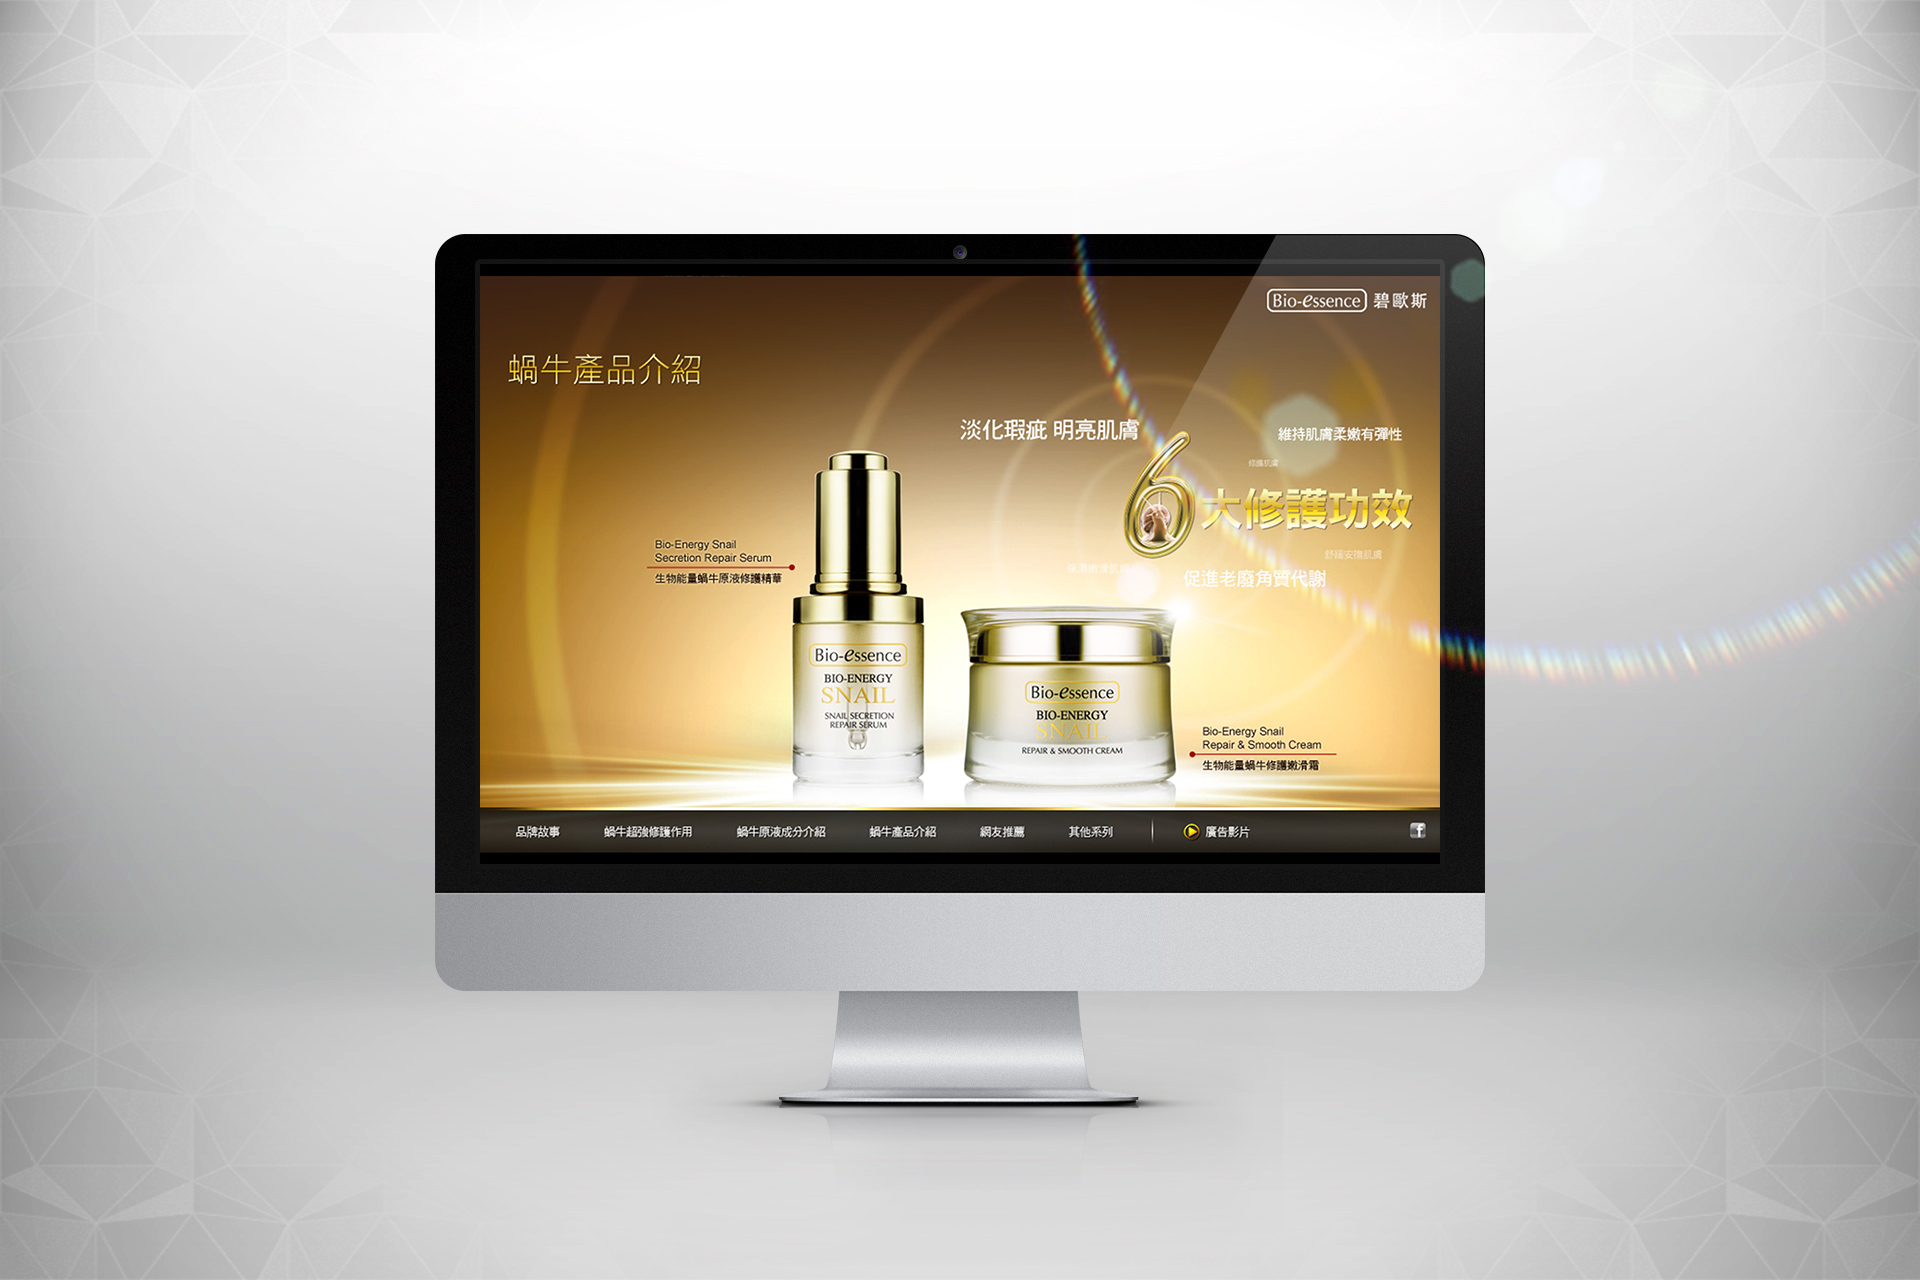 Bio-essence 碧歐斯
蝸牛產品介紹
淡化瑕疵 明亮肌膚
維持肌膚柔嫩有彈性
修護肌膚
6大修護功效
舒緩安撫肌膚
促進老廢角質代謝
Bio-Energy Snail
Secretion Repair Serum
生物能量蝸牛原液修護精華
Bio-essence
BIO-ENERGY
SNAIL
SNAIL SECRETION
REPAIR SERUM
Bio-essence
BIO-ENERGY
SNAIL
REPAIR & SMOOTH CREAM
Bio-Energy Snail
Repair & Smooth Cream
生物能量蝸牛修護嫩滑霜
品牌故事 蝸牛超強修護作用 蝸牛原液成分介紹 蝸牛產品介紹 網友推薦 其他系列 廣告影片 f